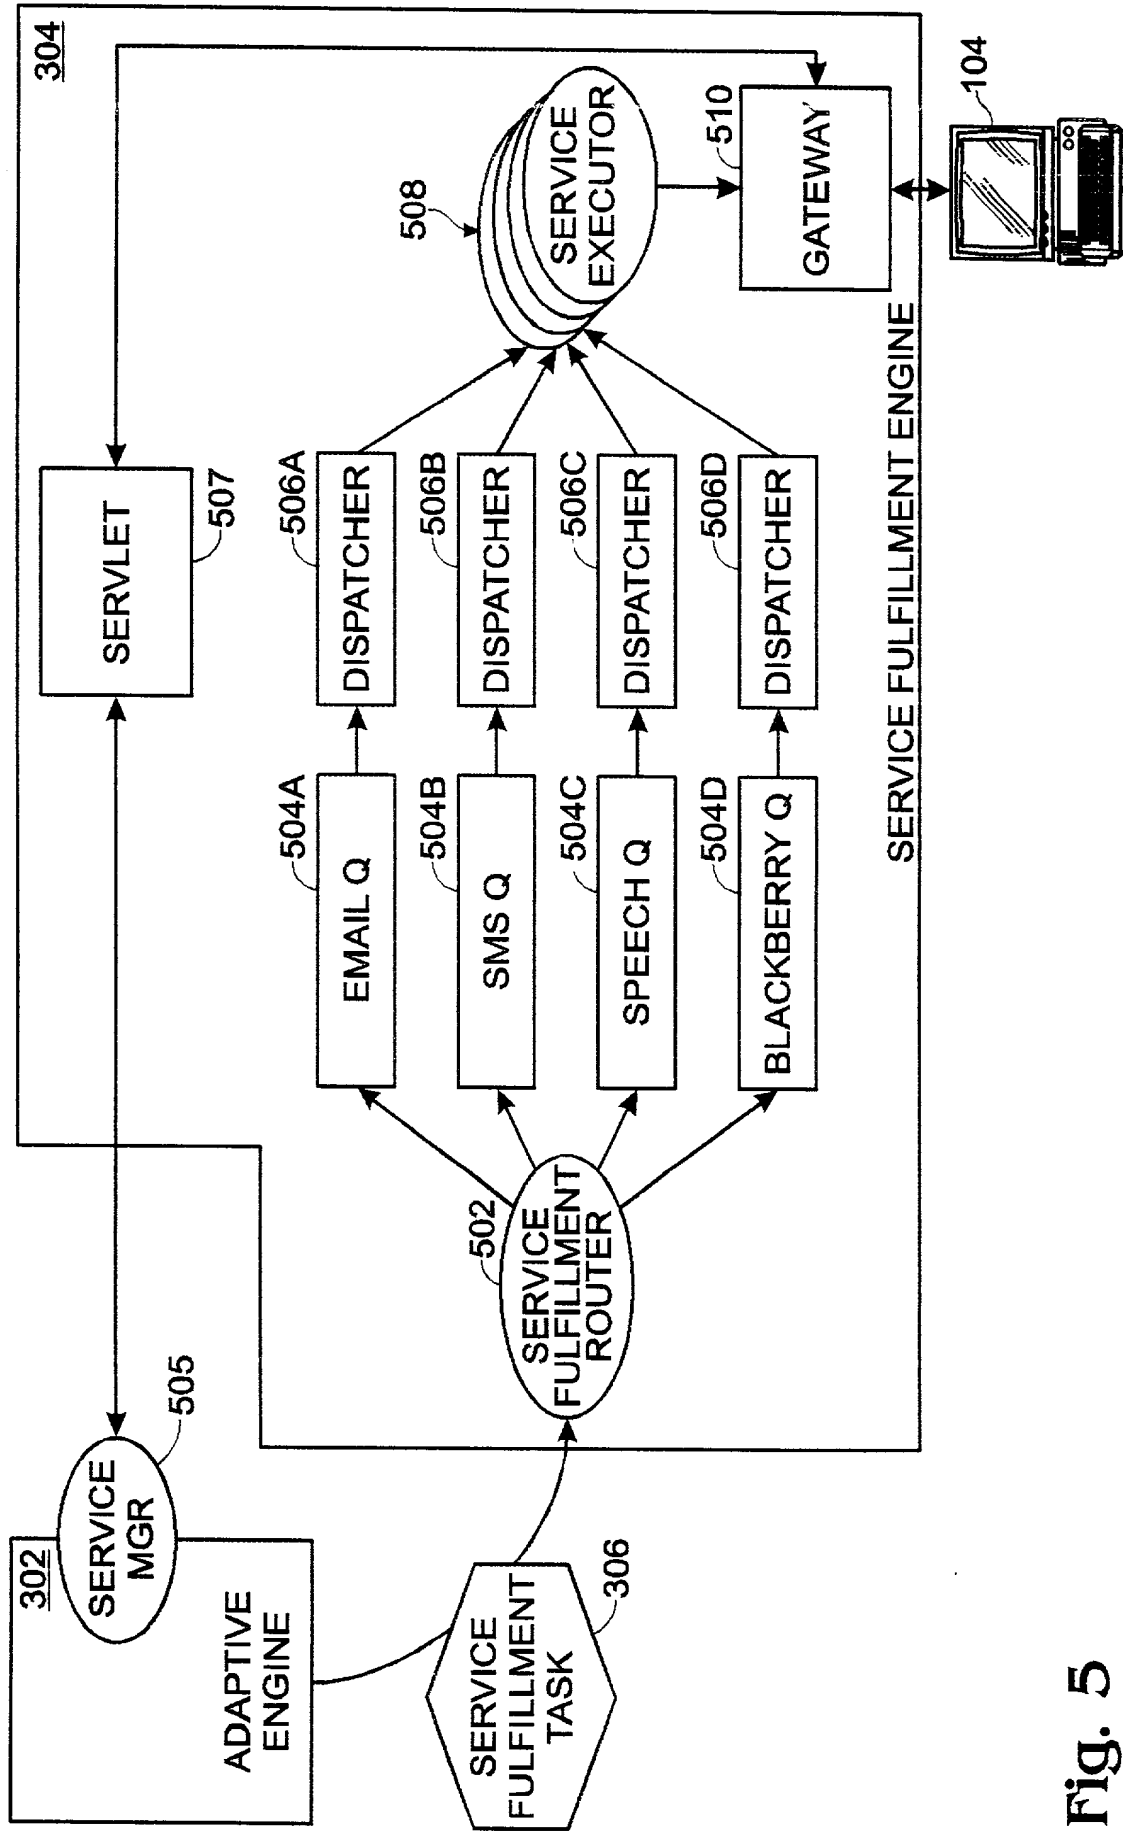 302
SERVICE
MGR
505
ADAPTIVE
ENGINE
SERVICE
FULFILLMENT
TASK
306
304
SERVLET
507
502
SERVICE
FULFILLMENT
ROUTER
504A
EMAIL Q
506A
DISPATCHER
504B
SMS Q
506B
DISPATCHER
504C
SPEECH Q
506C
DISPATCHER
504D
BLACKBERRY Q
506D
DISPATCHER
508
SERVICE
EXECUTOR
510
GATEWAY
SERVICE FULFILLMENT ENGINE
104
Fig. 5